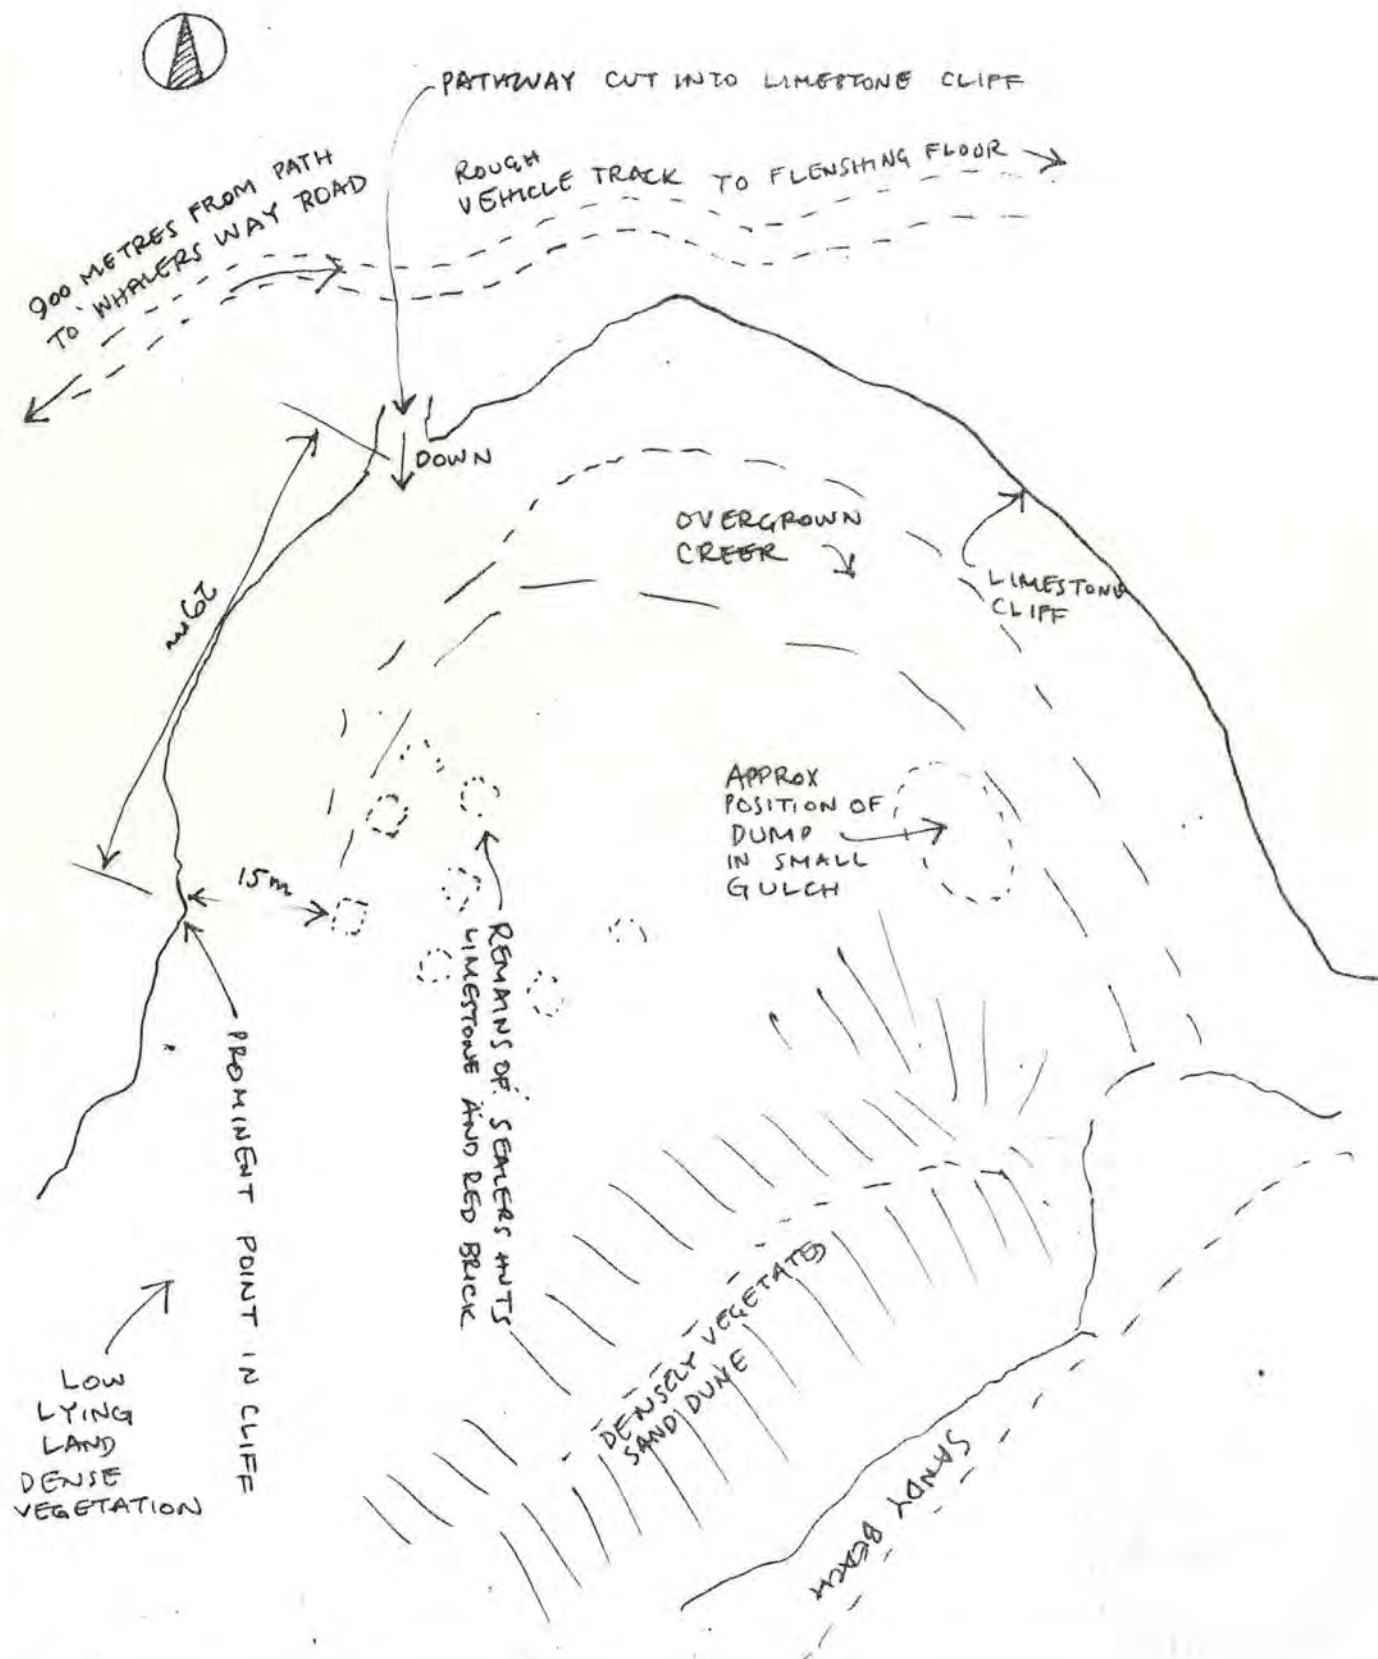 PATHWAY CUT INTO LIMESTONE CLIFF
ROUGH
VEHICLE TRACK TO FLENSHING FLOOR
900 METRES FROM PATH
TO WHALERS WAY ROAD
DOWN
OVERGROWN
CREEK
LIMESTONE
CLIFF
29m
APPROX
POSITION OF
DUMP
IN SMALL
GULCH
15m
REMAINS OF SEALERS HUTS
LIMESTONE AND RED BRICK
PROMINENT POINT IN CLIFF
LOW
LYING
LAND
DENSE
VEGETATION
DENSELY VEGETATED
SAND DUNE
SANDY BEACH